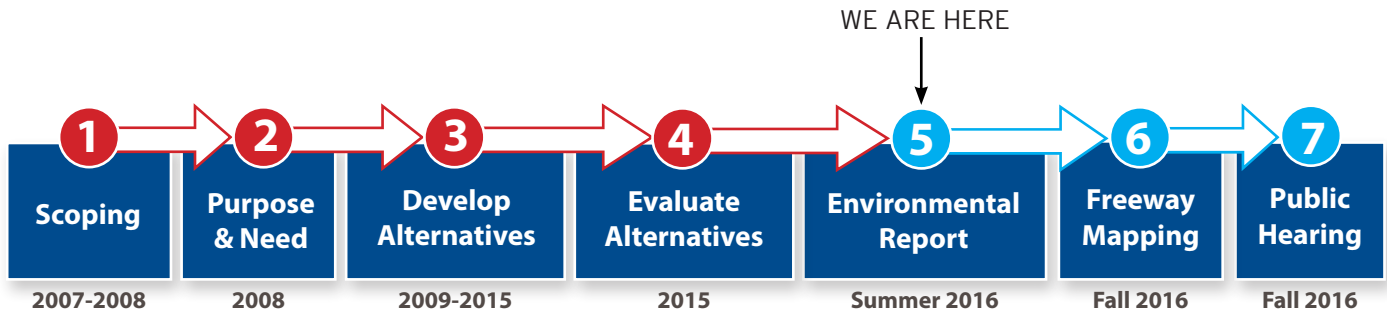 WE ARE HERE
1
2
3
4
5
6
7
Scoping
Purpose
& Need
Develop
Alternatives
Evaluate
Alternatives
Environmental
Report
Freeway
Mapping
Public
Hearing
2007-2008
2008
2009-2015
2015
Summer 2016
Fall 2016
Fall 2016